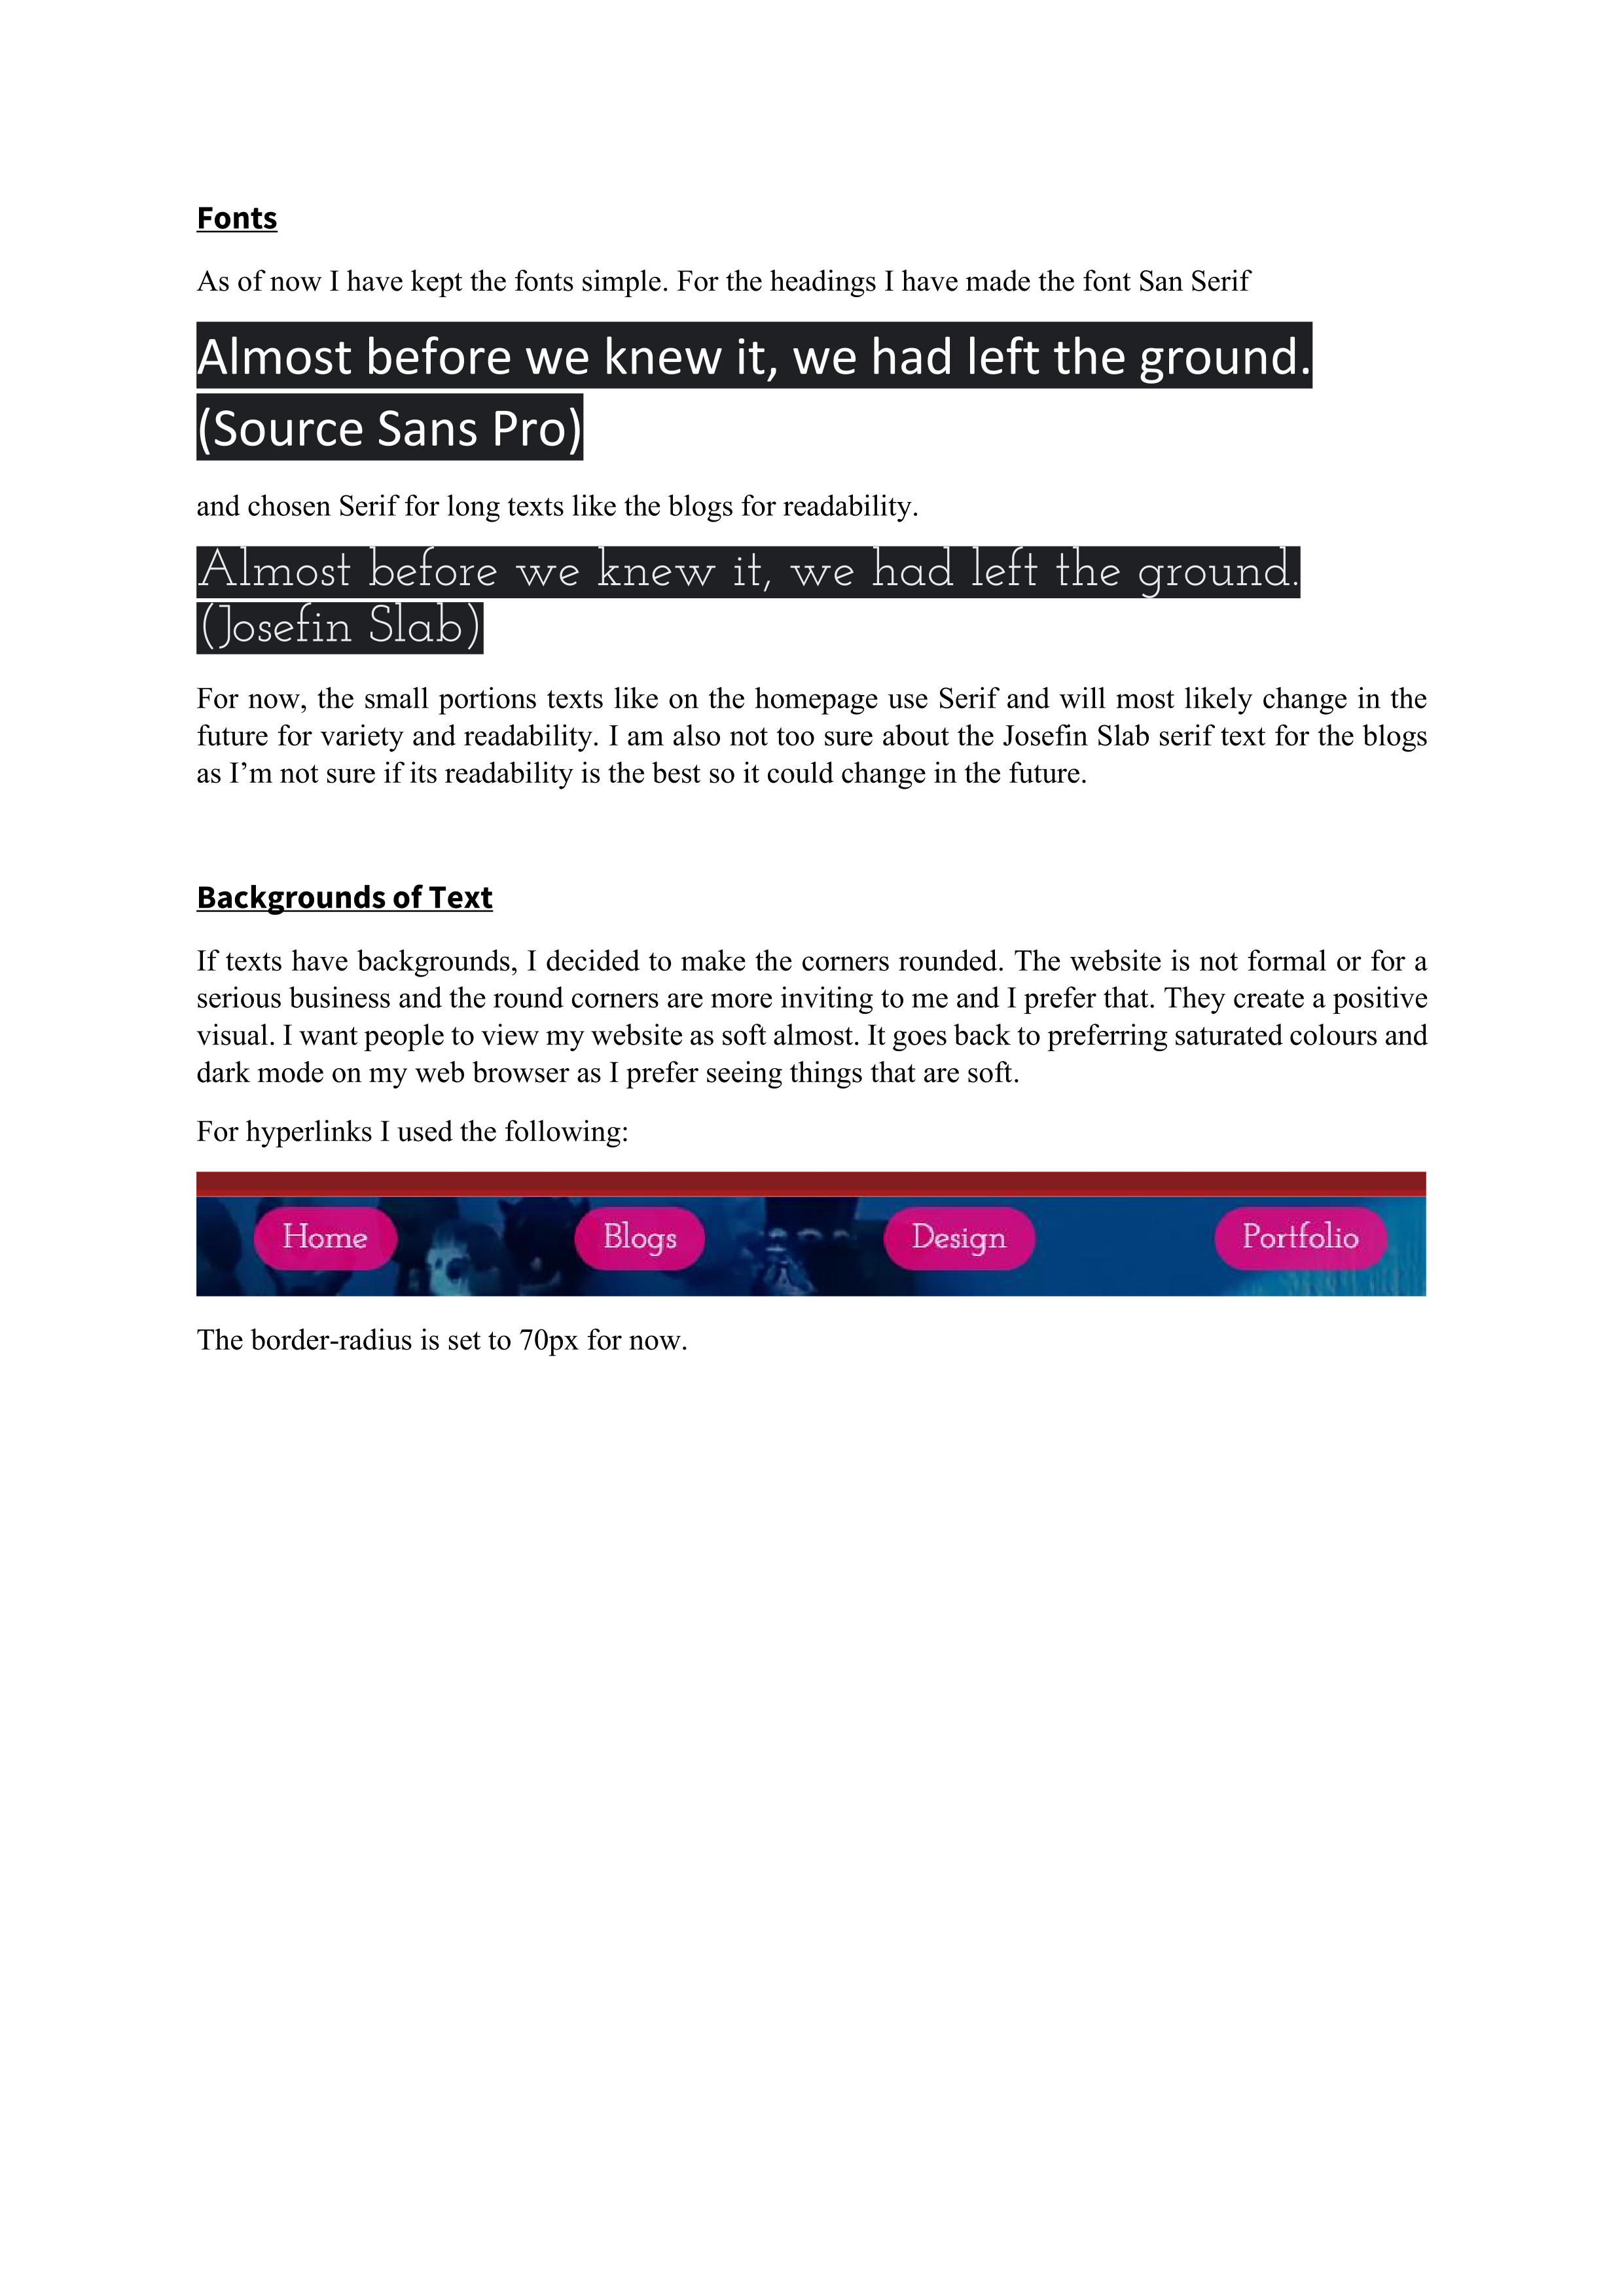 Fonts
As of now I have kept the fonts simple. For the headings I have made the font San Serif
Almost before we knew it, we had left the ground.
(Source Sans Pro)
and chosen Serif for long texts like the blogs for readability.
Almost before we knew it, we had left the ground.
(Josefin Slab)
For now, the small portions texts like on the homepage use Serif and will most likely change in the
future for variety and readability. I am also not too sure about the Josefin Slab serif text for the blogs
as I’m not sure if its readability is the best so it could change in the future.
Backgrounds of Text
If texts have backgrounds, I decided to make the corners rounded. The website is not formal or for a
serious business and the round corners are more inviting to me and I prefer that. They create a positive
visual. I want people to view my website as soft almost. It goes back to preferring saturated colours and
dark mode on my web browser as I prefer seeing things that are soft.
For hyperlinks I used the following:
Home Blogs Design Portfolio
The border-radius is set to 70px for now.